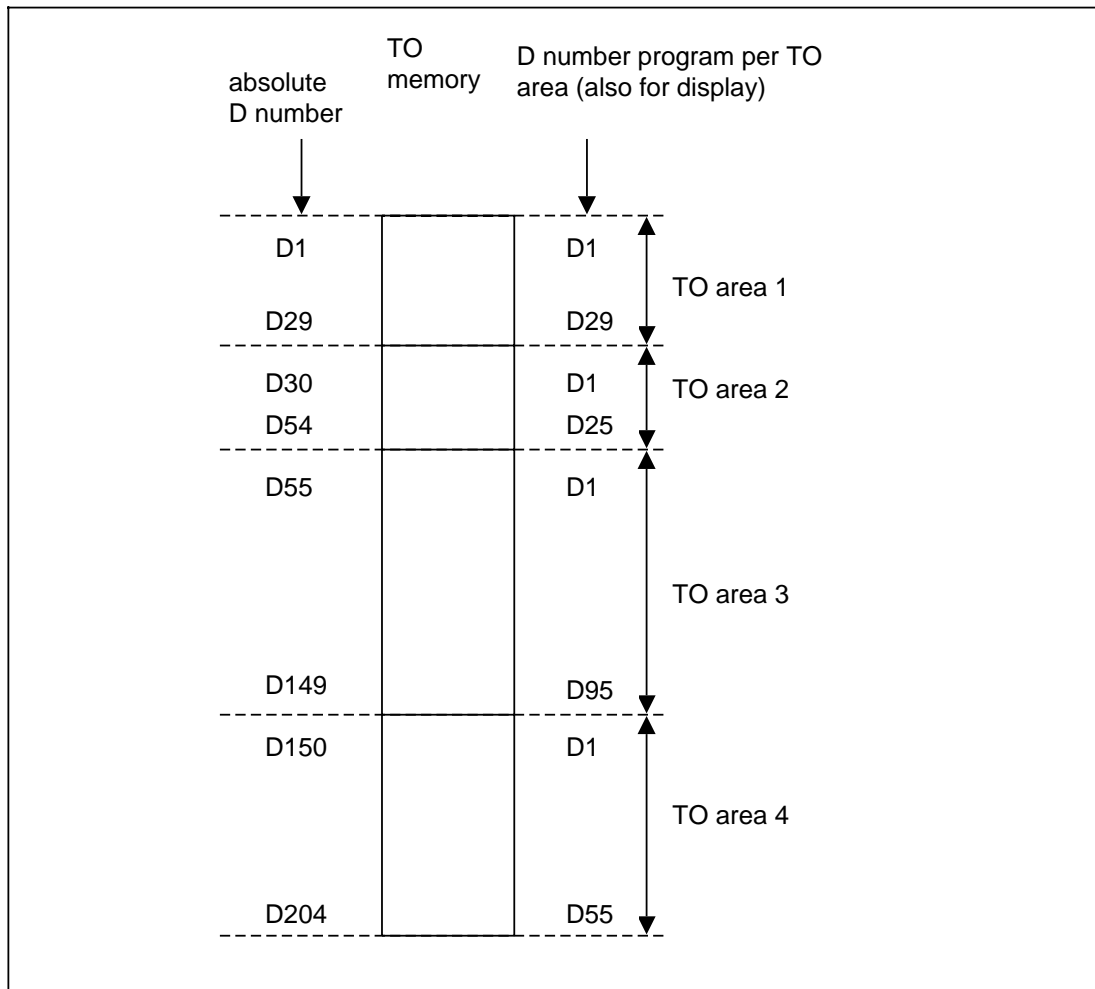 absolute
D number
TO
memory
D number program per TO
area (also for display)
D1
D1
TO area 1
D29
D29
D30
D1
TO area 2
D54
D25
D55
D1
TO area 3
D149
D95
D150
D1
TO area 4
D204
D55